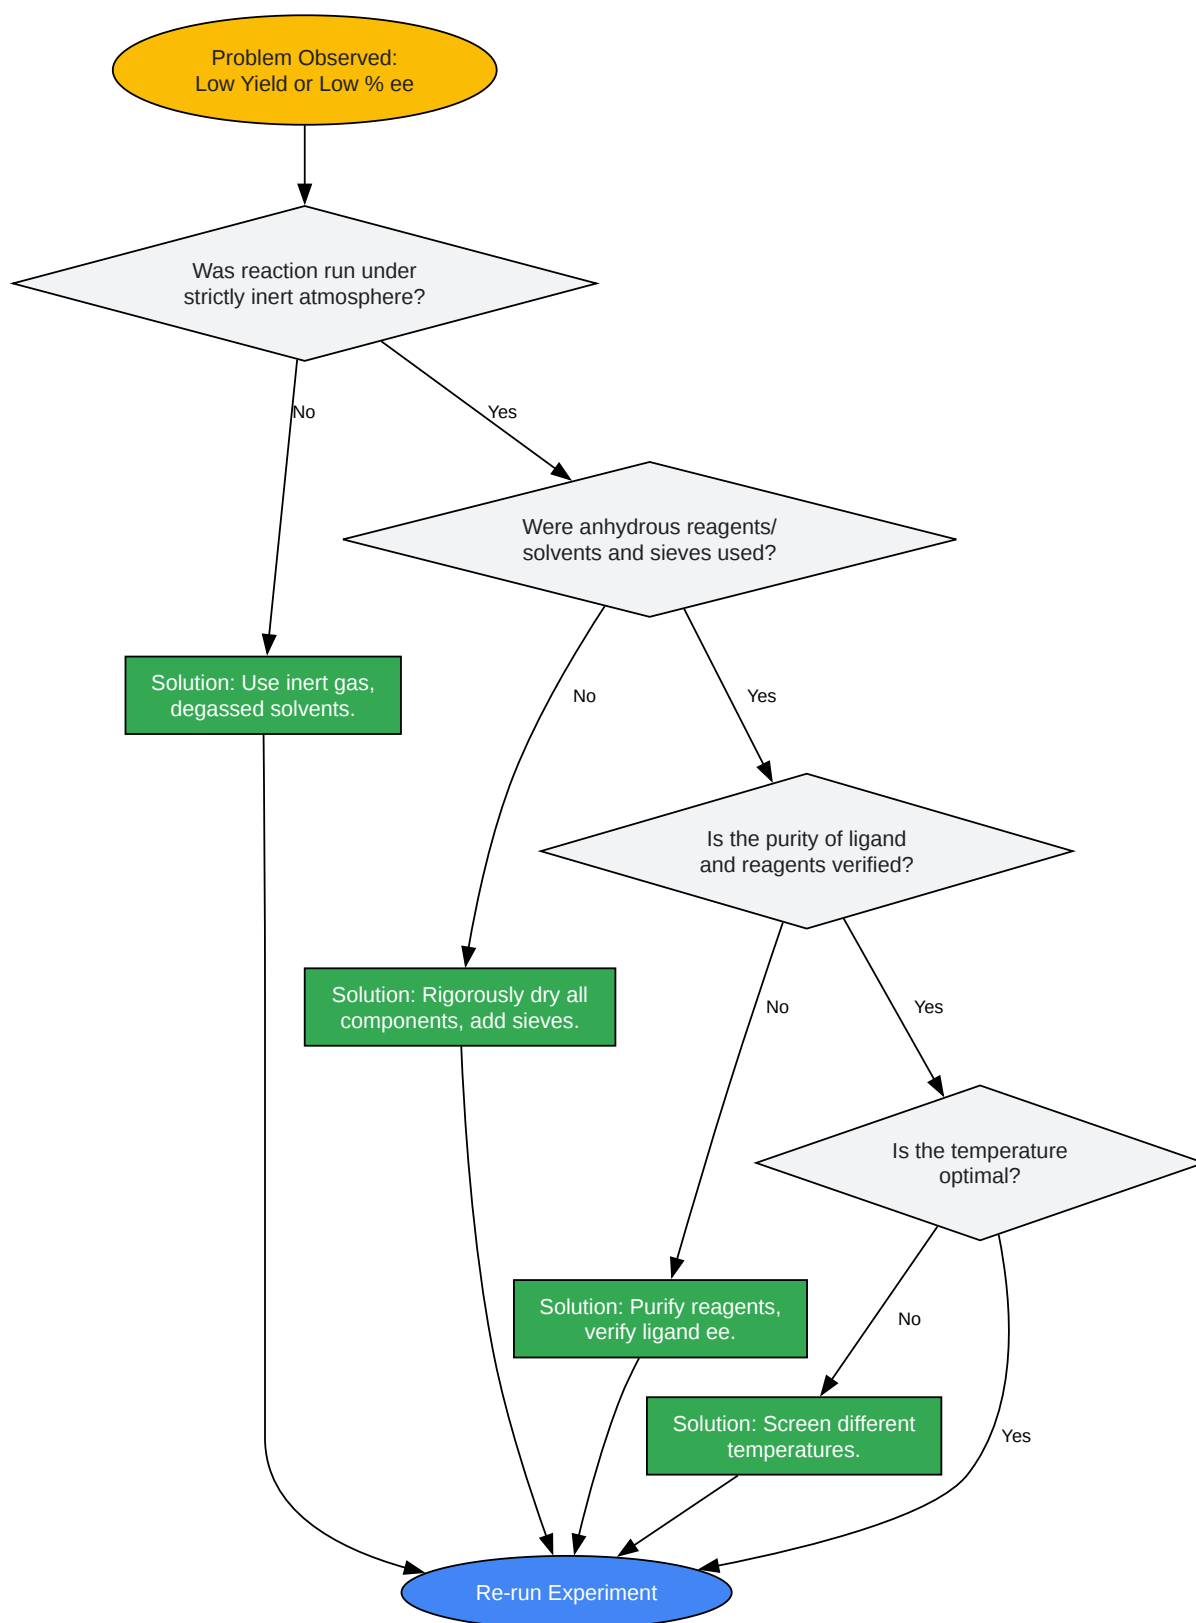 Problem Observed:
Low Yield or Low % ee
Was reaction run under
strictly inert atmosphere?
No
Yes
Were anhydrous reagents/
solvents and sieves used?
Solution: Use inert gas,
degassed solvents.
No
Yes
Is the purity of ligand
and reagents verified?
Solution: Rigorously dry all
components, add sieves.
No
Yes
Is the temperature
optimal?
Solution: Purify reagents,
verify ligand ee.
No
Solution: Screen different
temperatures.
Yes
Re-run Experiment